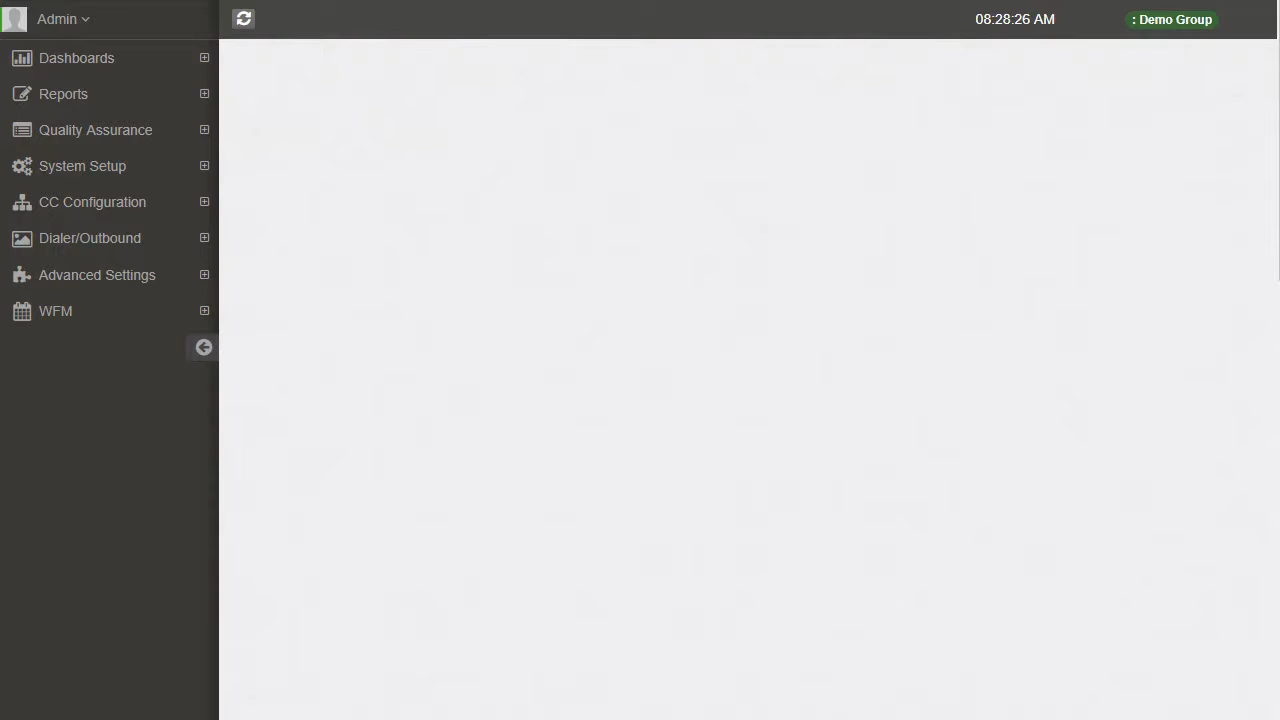 Admin
08:28:26 AM
: Demo Group
Dashboards
Reports
Quality Assurance
System Setup
CC Configuration
Dialer/Outbound
Advanced Settings
WFM